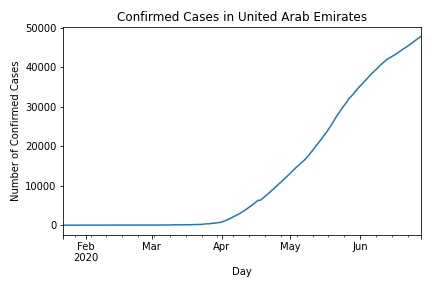 Confirmed Cases in United Arab Emirates
50000
40000
30000
20000
10000
0
Number of Confirmed Cases
Feb Mar Apr May Jun
2020
Day